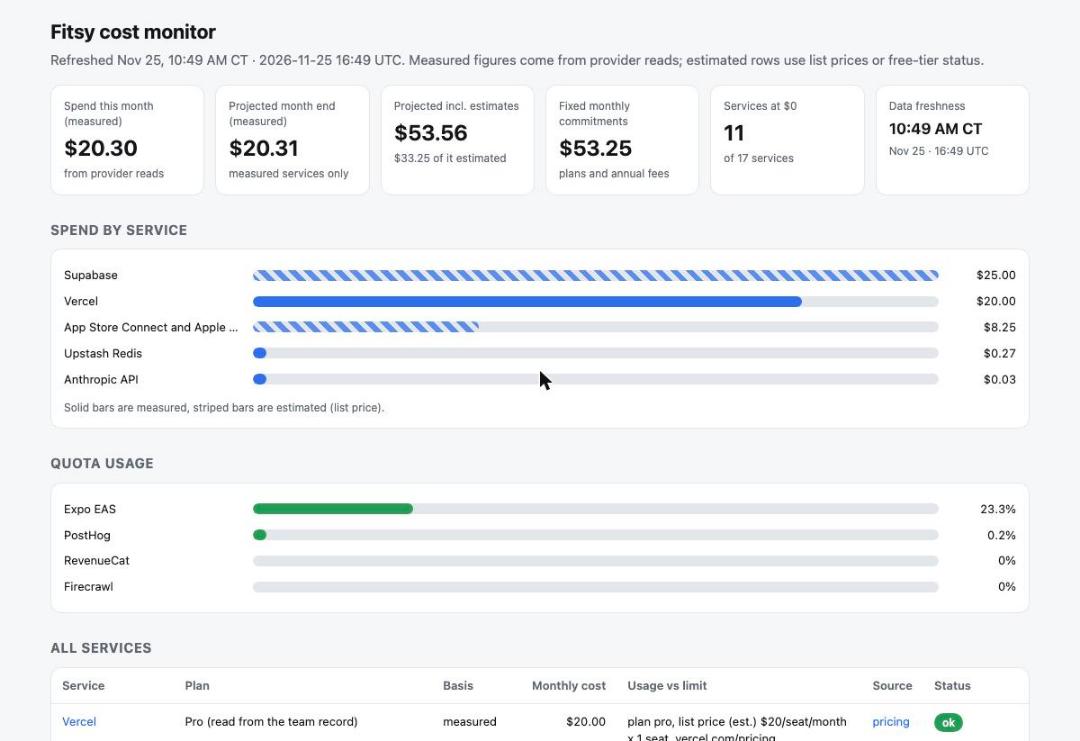 Fitsy cost monitor
Refreshed Nov 25, 10:49 AM CT · 2026-11-25 16:49 UTC. Measured figures come from provider reads; estimated rows use list prices or free-tier status.
Spend this month
(measured)
$20.30
from provider reads
Projected month end
(measured)
$20.31
measured services only
Projected incl. estimates
$53.56
$33.25 of it estimated
Fixed monthly
commitments
$53.25
plans and annual fees
Services at $0
11
of 17 services
Data freshness
10:49 AM CT
Nov 25 · 16:49 UTC
SPEND BY SERVICE
Supabase $25.00
Vercel $20.00
App Store Connect and Apple ... $8.25
Upstash Redis $0.27
Anthropic API $0.03
Solid bars are measured, striped bars are estimated (list price).
QUOTA USAGE
Expo EAS 23.3%
PostHog 0.2%
RevenueCat 0%
Firecrawl 0%
ALL SERVICES
Service Plan Basis Monthly cost Usage vs limit Source Status
Vercel Pro (read from the team record) measured $20.00 plan pro, list price (est.) $20/seat/month pricing ok
x 1 seat, vercel.com/pricing